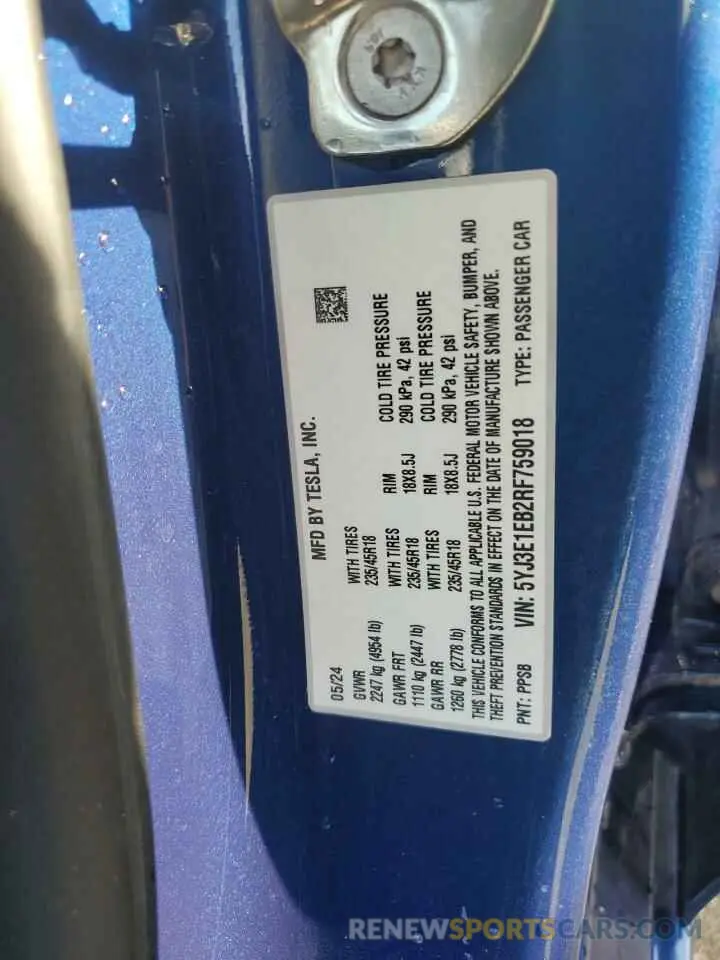 MFD BY TESLA, INC.
05/24
GVWR WITH TIRES RIM COLD TIRE PRESSURE
2247 kg (4954 lb) 235/45R18 18X8.5J 290 kPa, 42 psi
GAWR FRT WITH TIRES RIM COLD TIRE PRESSURE
1110 kg (2447 lb) 235/45R18 18X8.5J 290 kPa, 42 psi
GAWR RR WITH TIRES
1260 kg (2778 lb) 235/45R18
THIS VEHICLE CONFORMS TO ALL APPLICABLE U.S. FEDERAL MOTOR VEHICLE SAFETY, BUMPER, AND
THEFT PREVENTION STANDARDS IN EFFECT ON THE DATE OF MANUFACTURE SHOWN ABOVE.
PNT: PPSB VIN: 5YJ3E1EB2RF759018 TYPE: PASSENGER CAR
RENEWSPORTSCARS.COM